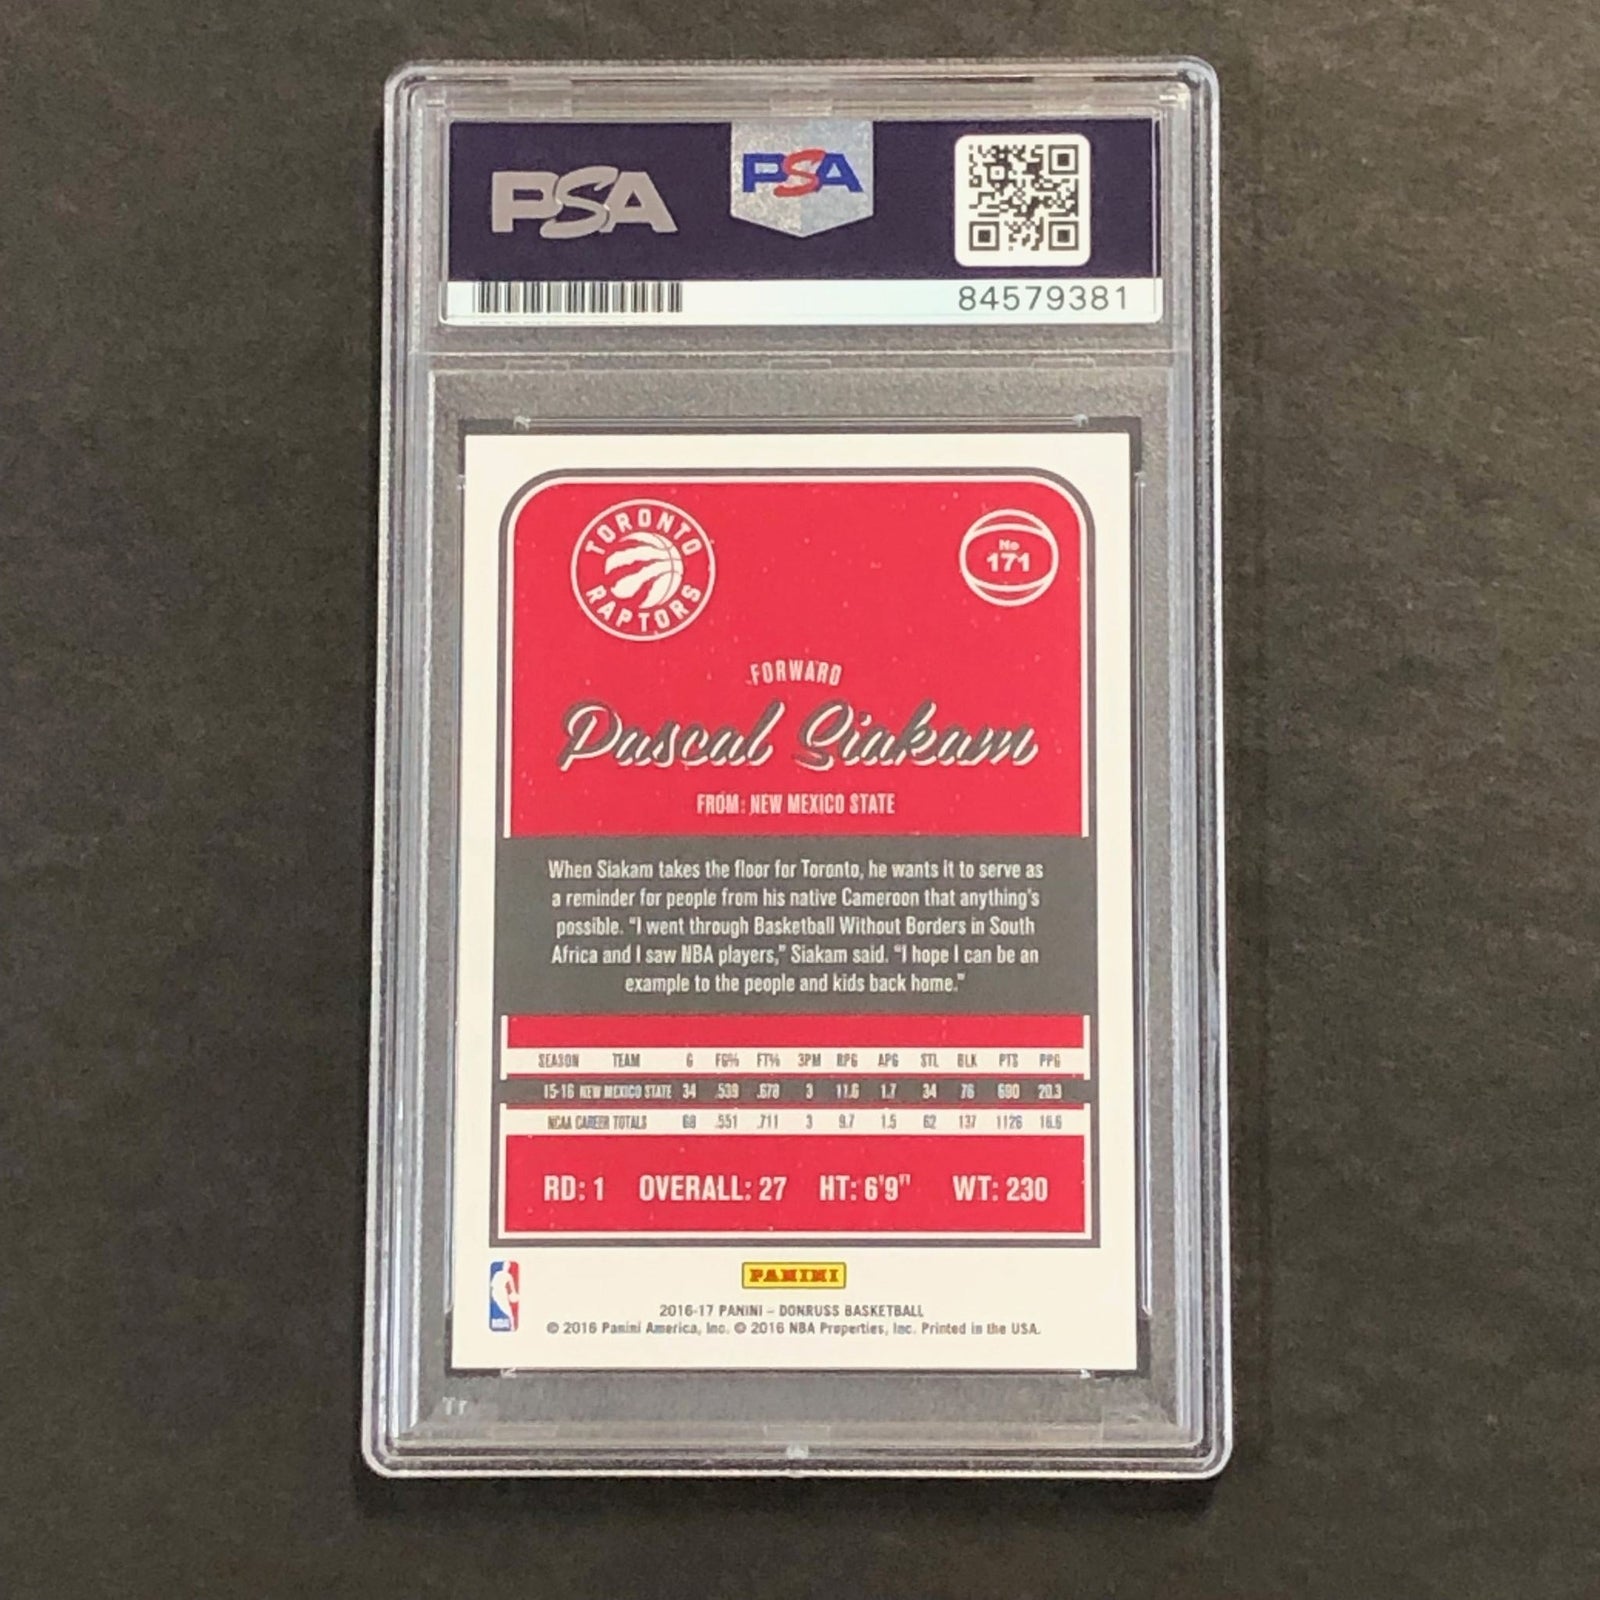 PSA
PSA
84579381
TORONTO
RAPTORS
No
171
FORWARD
Pascal Siakam
FROM: NEW MEXICO STATE
When Siakam takes the floor for Toronto, he wants it to serve as
a reminder for people from his native Cameroon that anything's
possible. “I went through Basketball Without Borders in South
Africa and I saw NBA players,” Siakam said. “I hope I can be an
example to the people and kids back home.”
SEASON TEAM G FG% FT% 3PM RPG APG STL BLK PTS PPG
15-16 NEW MEXICO STATE 34 .539 .678 3 11.6 1.7 34 76 690 20.3
NCAA CAREER TOTALS 68 .551 .711 3 9.7 1.5 62 137 1126 16.6
RD: 1 OVERALL: 27 HT: 6'9" WT: 230
NBA
PANINI
2016-17 PANINI – DONRUSS BASKETBALL
© 2016 Panini America, Inc. © 2016 NBA Properties, Inc. Printed in the USA.